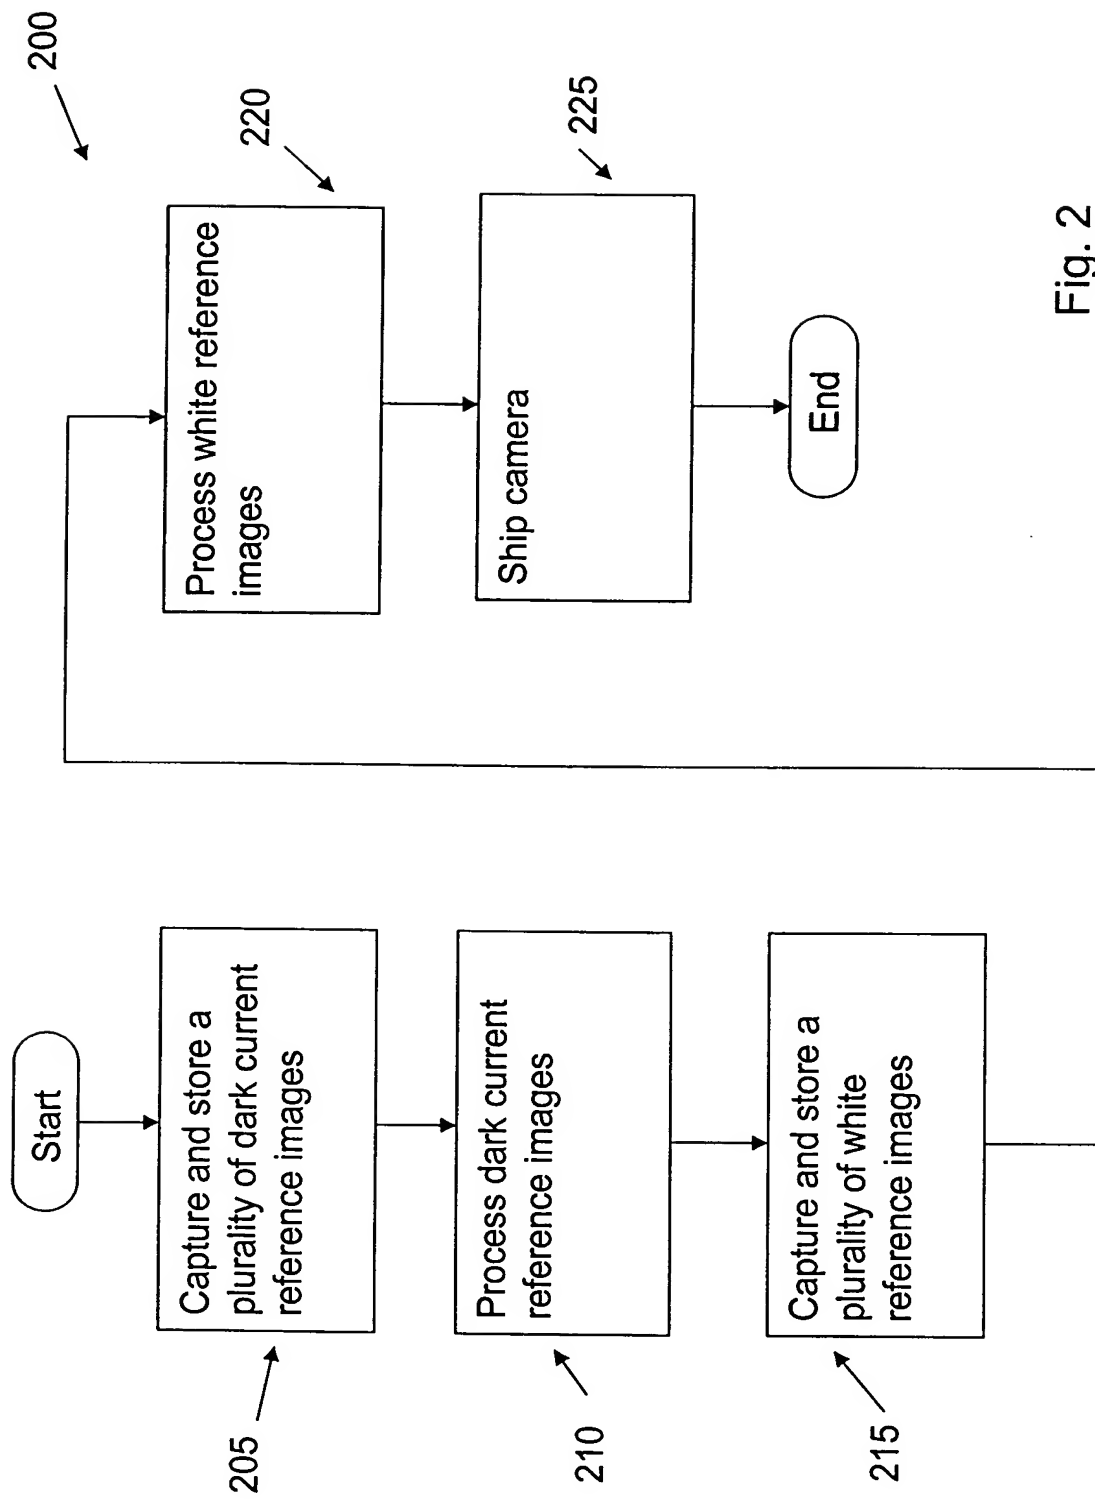 200
Start
205
Capture and store a
plurality of dark current
reference images
210
Process dark current
reference images
215
Capture and store a
plurality of white
reference images
220
Process white reference
images
225
Ship camera
End
Fig. 2